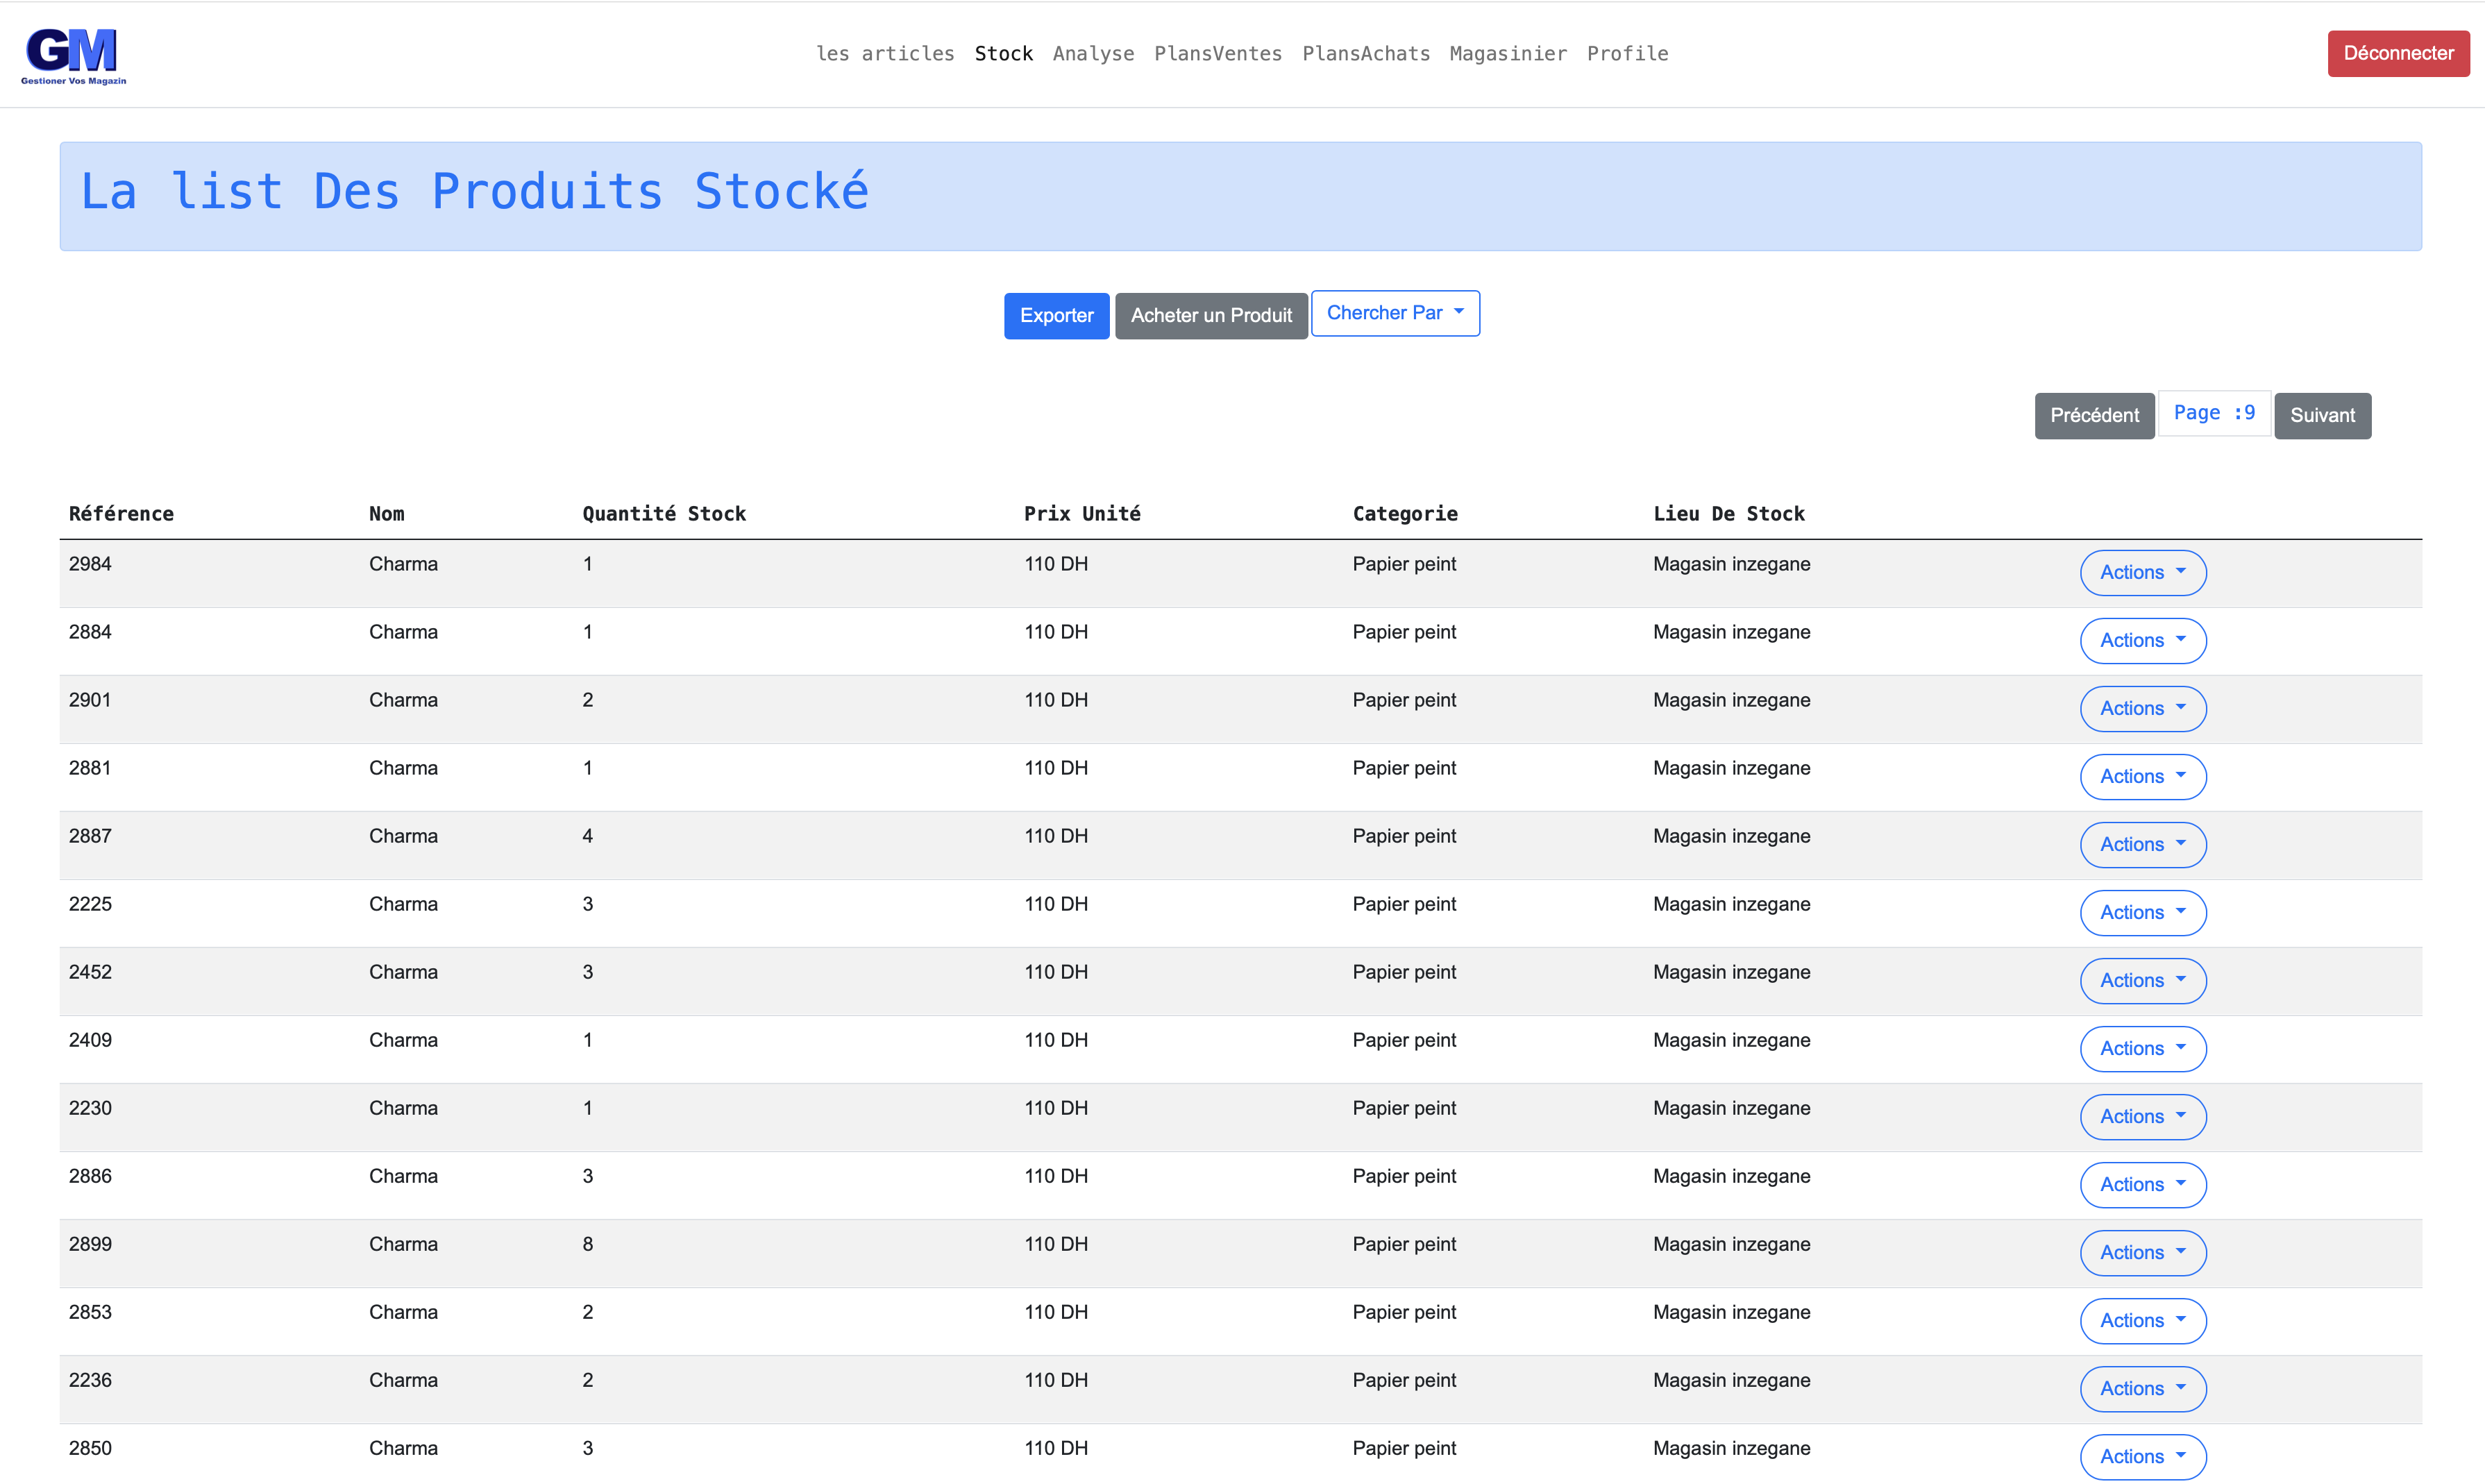 GM
Gestioner Vos Magazin
les articles Stock Analyse PlansVentes PlansAchats Magasinier Profile
Déconnecter
La list Des Produits Stocké
Exporter Acheter un Produit Chercher Par
Précédent Page :9 Suivant
Référence Nom Quantité Stock Prix Unité Categorie Lieu De Stock
2984 Charma 1 110 DH Papier peint Magasin inzegane Actions
2884 Charma 1 110 DH Papier peint Magasin inzegane Actions
2901 Charma 2 110 DH Papier peint Magasin inzegane Actions
2881 Charma 1 110 DH Papier peint Magasin inzegane Actions
2887 Charma 4 110 DH Papier peint Magasin inzegane Actions
2225 Charma 3 110 DH Papier peint Magasin inzegane Actions
2452 Charma 3 110 DH Papier peint Magasin inzegane Actions
2409 Charma 1 110 DH Papier peint Magasin inzegane Actions
2230 Charma 1 110 DH Papier peint Magasin inzegane Actions
2886 Charma 3 110 DH Papier peint Magasin inzegane Actions
2899 Charma 8 110 DH Papier peint Magasin inzegane Actions
2853 Charma 2 110 DH Papier peint Magasin inzegane Actions
2236 Charma 2 110 DH Papier peint Magasin inzegane Actions
2850 Charma 3 110 DH Papier peint Magasin inzegane Actions